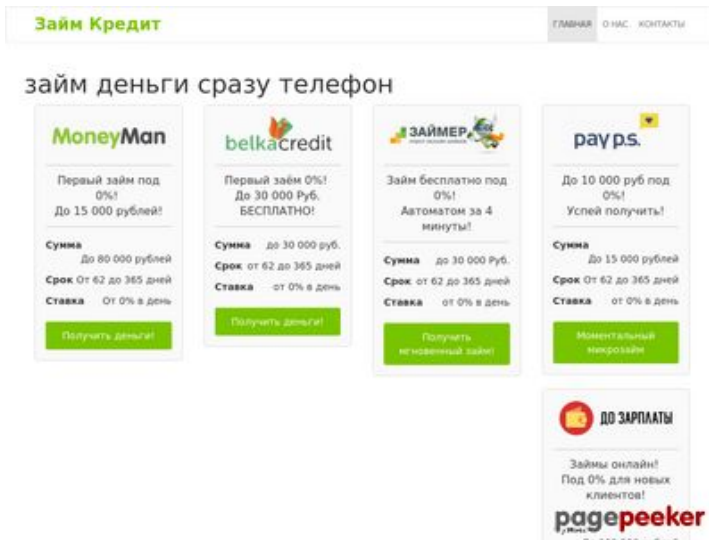 Займ Кредит
ГЛАВНАЯ О НАС КОНТАКТЫ
займ деньги сразу телефон
MoneyMan
Первый займ под
0%!
До 15 000 рублей!
Сумма
До 80 000 рублей
Срок От 62 до 365 дней
Ставка От 0% в день
Получить деньги!
belkacredit
Первый заём 0%!
До 30 000 Руб.
БЕСПЛАТНО!
Сумма до 30 000 руб.
Срок от 62 до 365 дней
Ставка от 0% в день
Получить деньги!
ЗАЙМЕР
Займ бесплатно под
0%!
Автоматом за 4
минуты!
Сумма до 30 000 Руб.
Срок от 62 до 365 дней
Ставка от 0% в день
Получить
мгновенный займ!
pay p.s.
До 10 000 руб под
0%!
Успей получить!
Сумма
До 15 000 рублей
Срок От 62 до 365 дней
Ставка От 0% в день
Моментальный
микрозайм
ДО ЗАРПЛАТЫ
Займы онлайн!
Под 0% для новых
клиентов!
pagepeeker